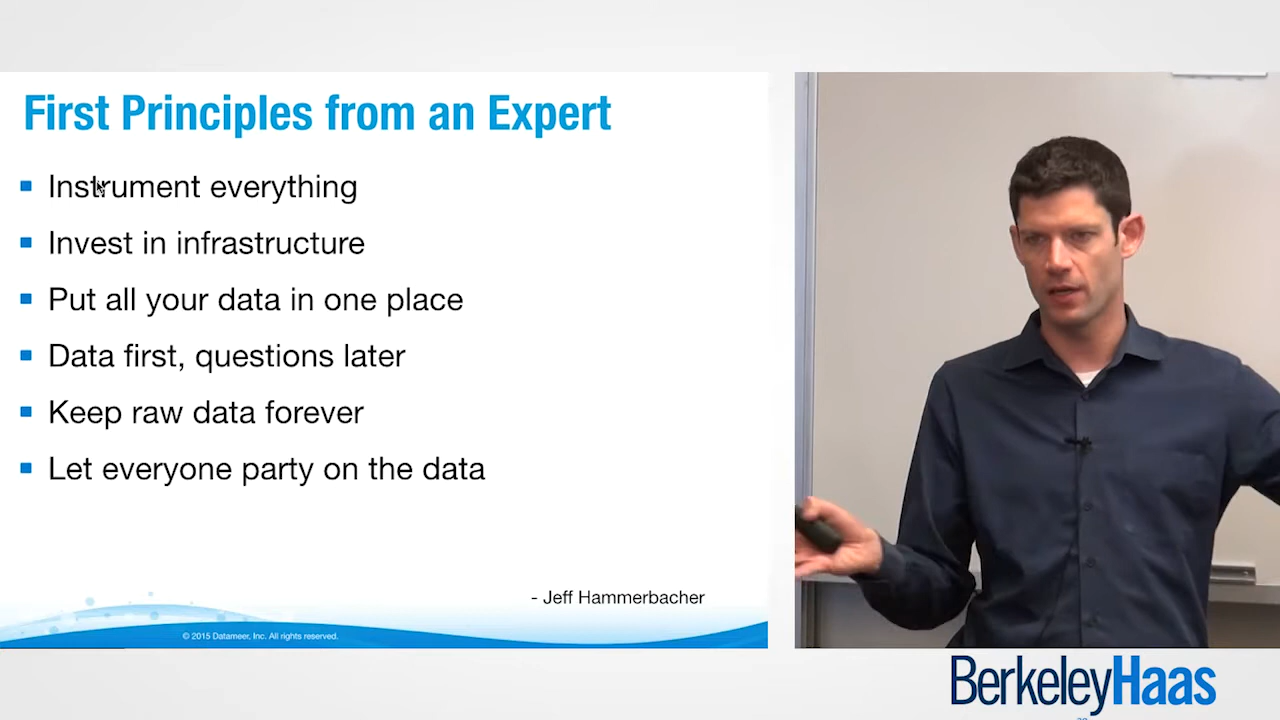 First Principles from an Expert
Instrument everything
Invest in infrastructure
Put all your data in one place
Data first, questions later
Keep raw data forever
Let everyone party on the data
- Jeff Hammerbacher
© 2015 Datameer, Inc. All rights reserved.
BerkeleyHaas